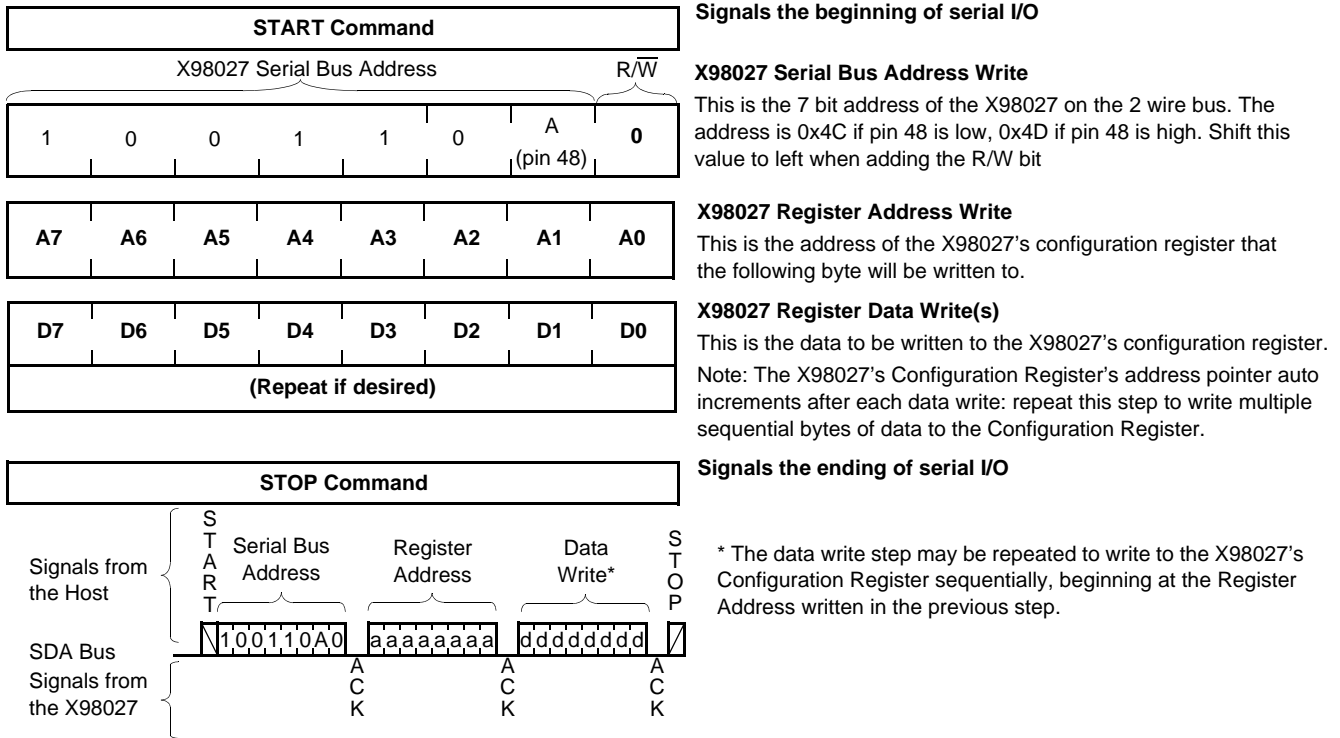 START Command
Signals the beginning of serial I/O
X98027 Serial Bus Address
R/W
1 0 0 1 1 0 A (pin 48) 0
X98027 Serial Bus Address Write
This is the 7 bit address of the X98027 on the 2 wire bus. The
address is 0x4C if pin 48 is low, 0x4D if pin 48 is high. Shift this
value to left when adding the R/W bit
A7 A6 A5 A4 A3 A2 A1 A0
X98027 Register Address Write
This is the address of the X98027's configuration register that
the following byte will be written to.
D7 D6 D5 D4 D3 D2 D1 D0
(Repeat if desired)
X98027 Register Data Write(s)
This is the data to be written to the X98027's configuration register.
Note: The X98027's Configuration Register's address pointer auto
increments after each data write: repeat this step to write multiple
sequential bytes of data to the Configuration Register.
STOP Command
Signals the ending of serial I/O
Signals from
the Host
START
Serial Bus
Address
Register
Address
Data
Write*
STOP
* The data write step may be repeated to write to the X98027's
Configuration Register sequentially, beginning at the Register
Address written in the previous step.
SDA Bus
1 0 0 1 1 0 A 0
a a a a a a a a
d d d d d d d d
Signals from
the X98027
ACK
ACK
ACK